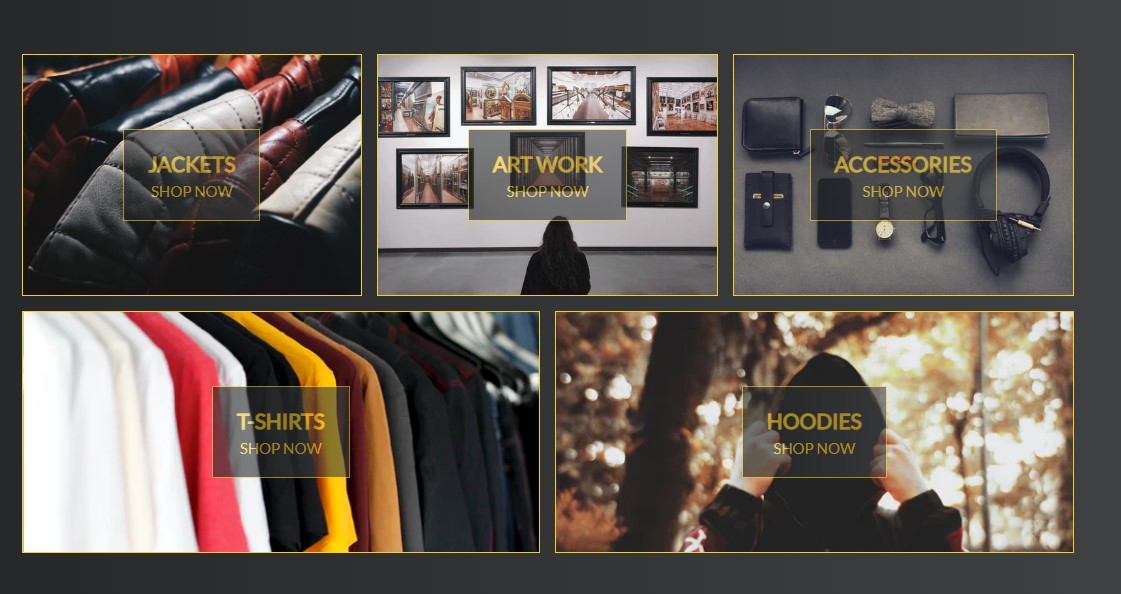 JACKETS
SHOP NOW
ART WORK
SHOP NOW
ACCESSORIES
SHOP NOW
T-SHIRTS
SHOP NOW
HOODIES
SHOP NOW